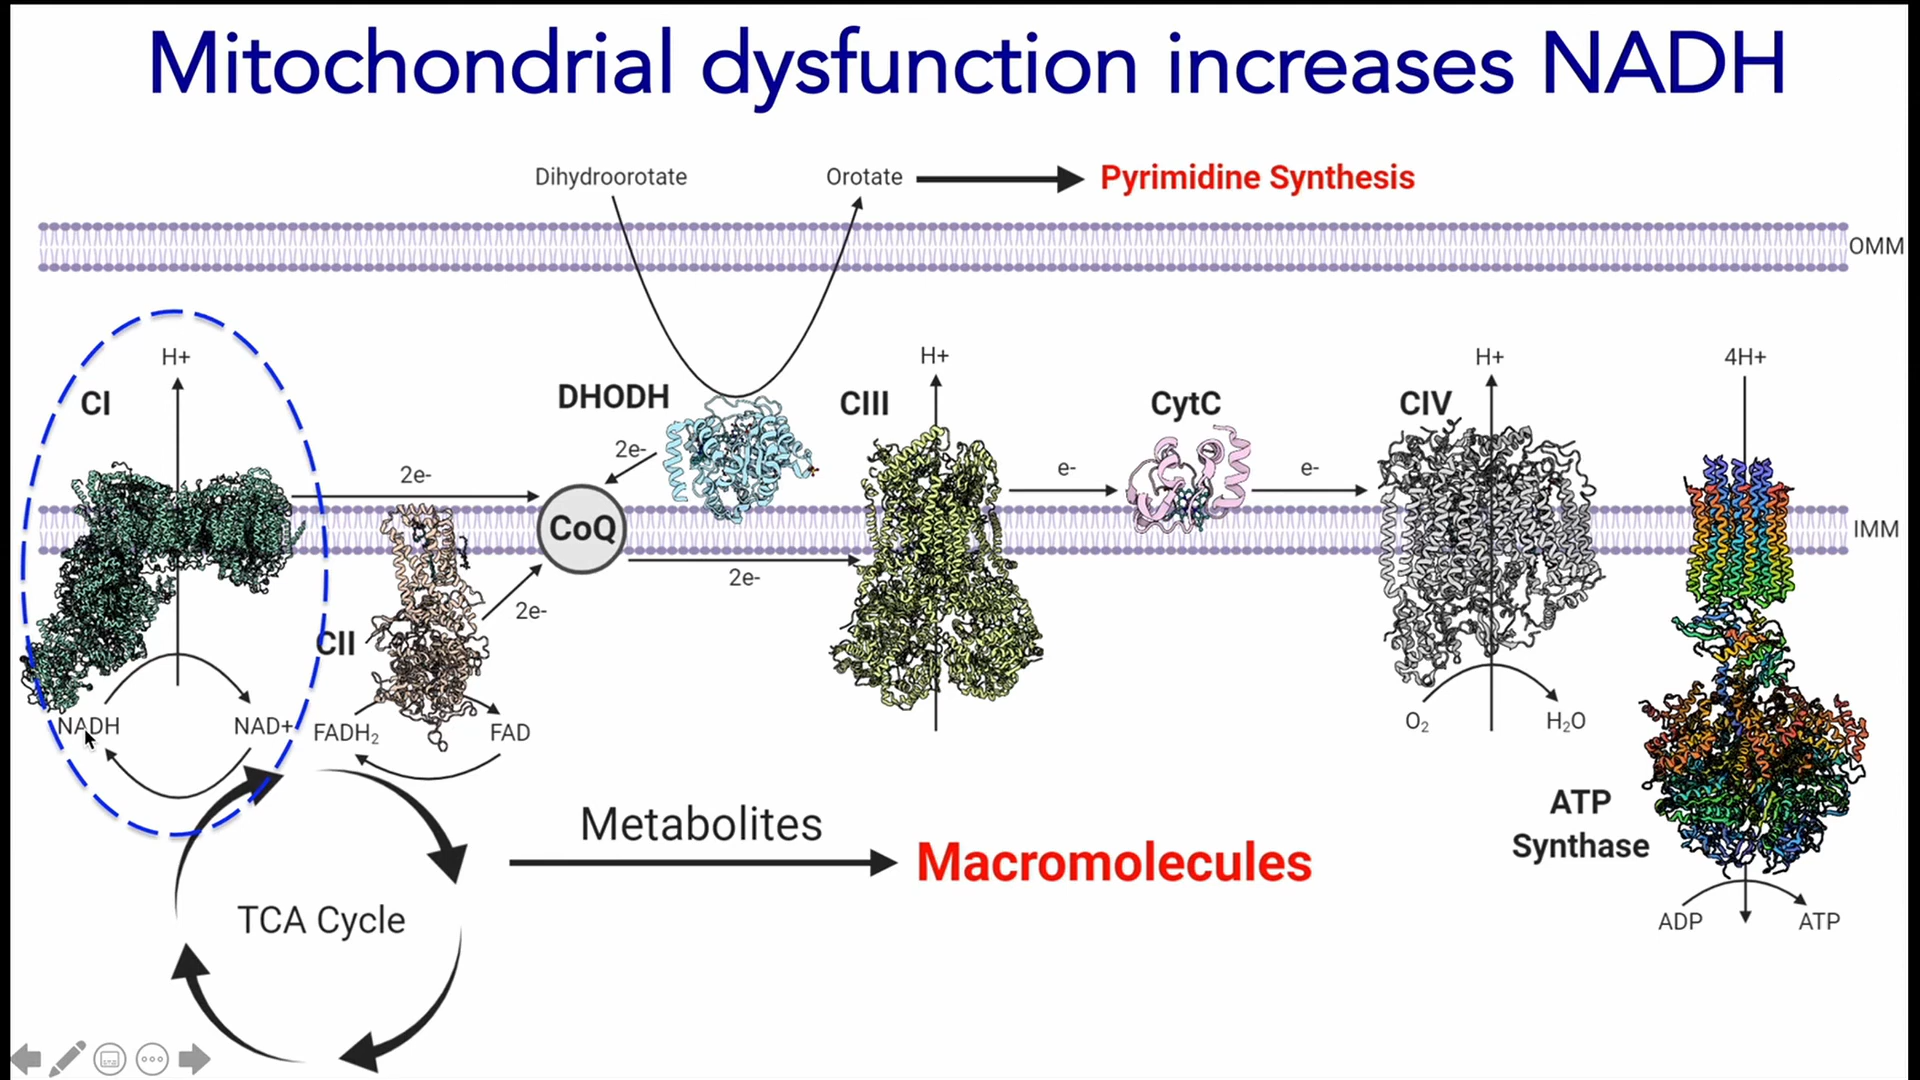 Mitochondrial dysfunction increases NADH
Dihydroorotate
Orotate
Pyrimidine Synthesis
OMM
H+
H+
H+
4H+
CI
DHODH
CIII
CytC
CIV
2e-
2e-
e-
e-
CoQ
IMM
2e-
2e-
CII
NADH
NAD+
FADH₂
FAD
O₂
H₂O
Metabolites
Macromolecules
ATP
Synthase
TCA Cycle
ADP
ATP